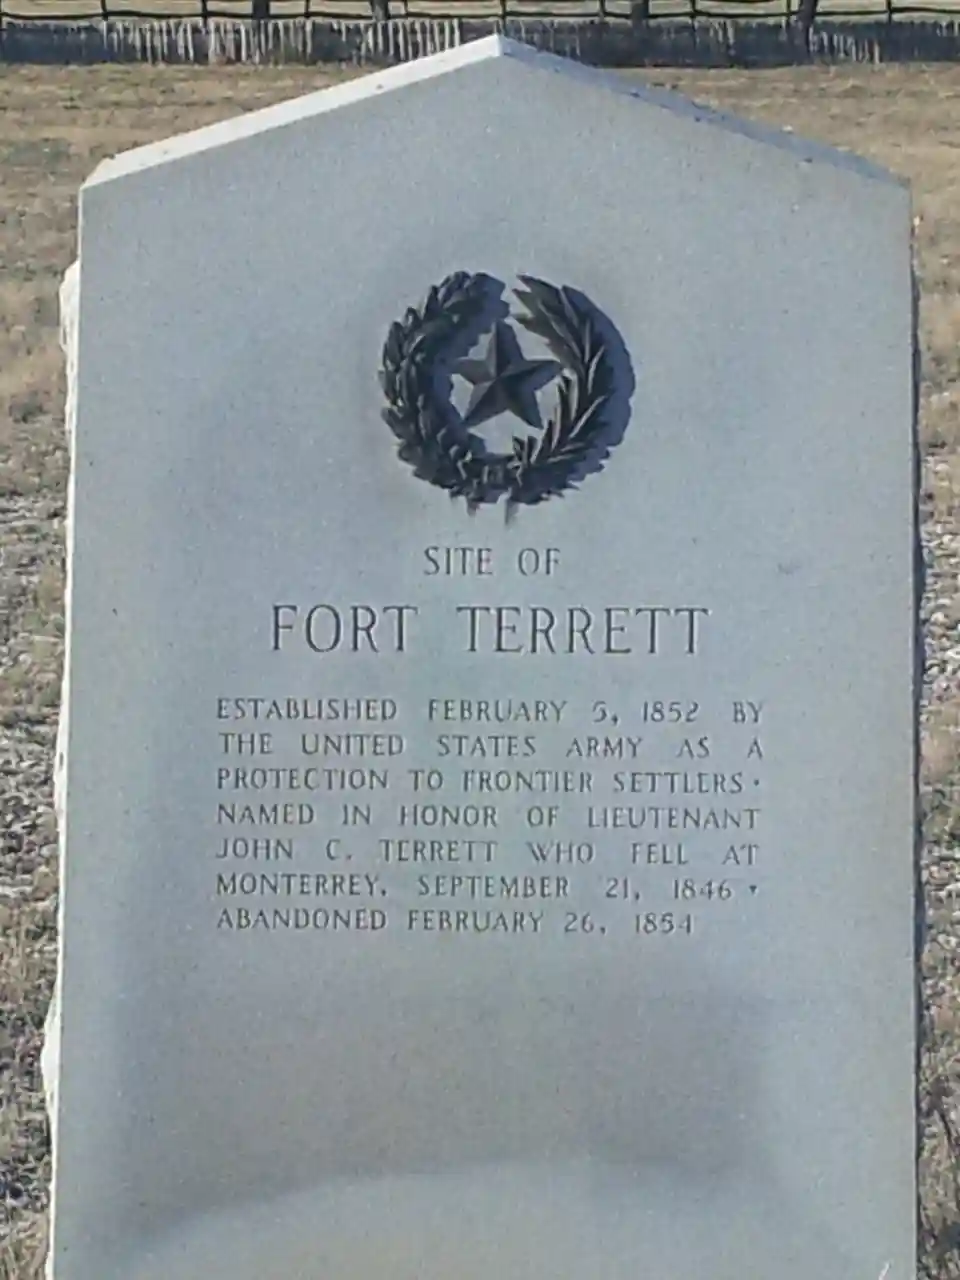 SITE OF
FORT TERRETT
ESTABLISHED FEBRUARY 5, 1852 BY
THE UNITED STATES ARMY AS A
PROTECTION TO FRONTIER SETTLERS ·
NAMED IN HONOR OF LIEUTENANT
JOHN C. TERRETT WHO FELL AT
MONTERREY, SEPTEMBER 21, 1846 ·
ABANDONED FEBRUARY 26, 1854